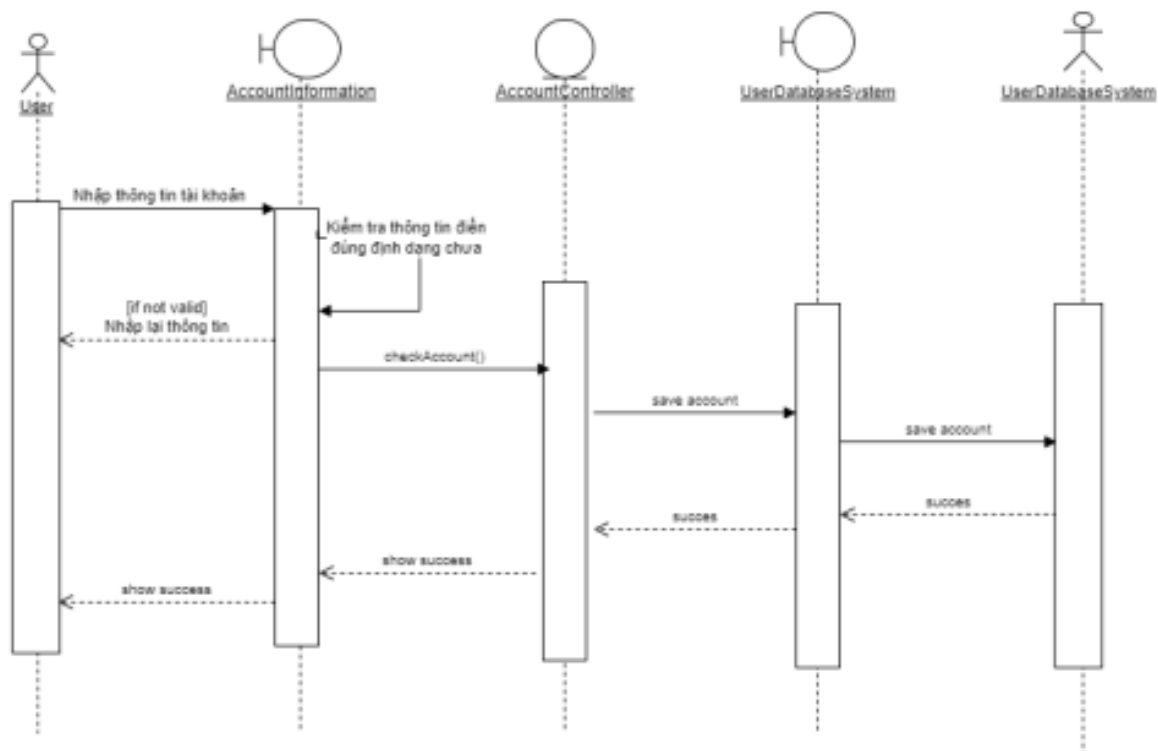 User
AccountInformation
AccountController
UserDatabaseSystem
UserDatabaseSystem
Nhập thông tin tài khoản
Kiểm tra thông tin điền
đúng định dạng chưa
[if not valid]
Nhập lại thông tin
checkAccount()
save account
save account
succes
succes
show success
show success